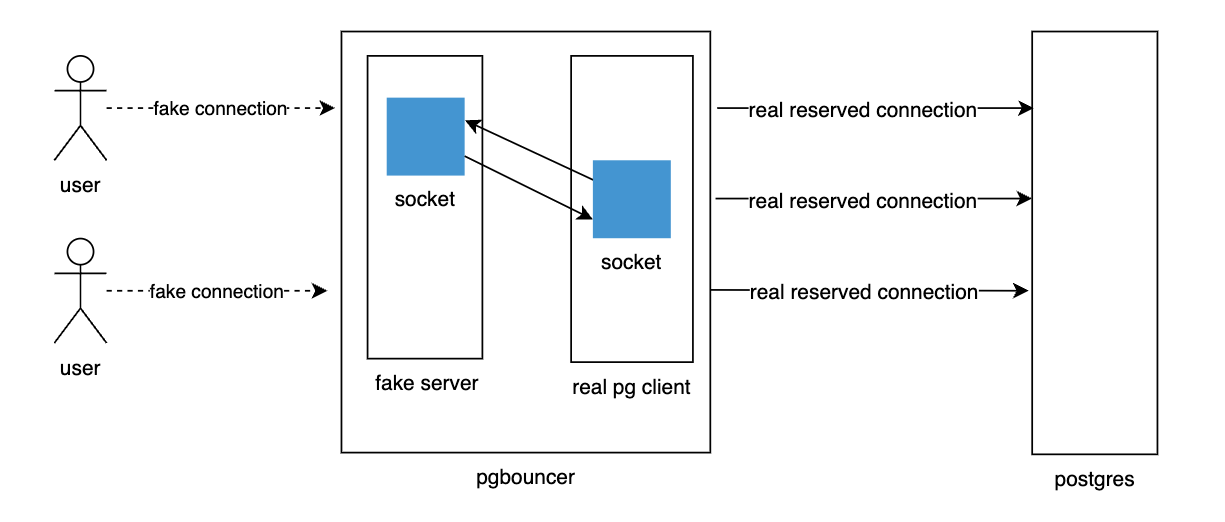 fake connection
real reserved connection
user
socket
real reserved connection
socket
fake connection
real reserved connection
user
fake server
real pg client
pgbouncer
postgres